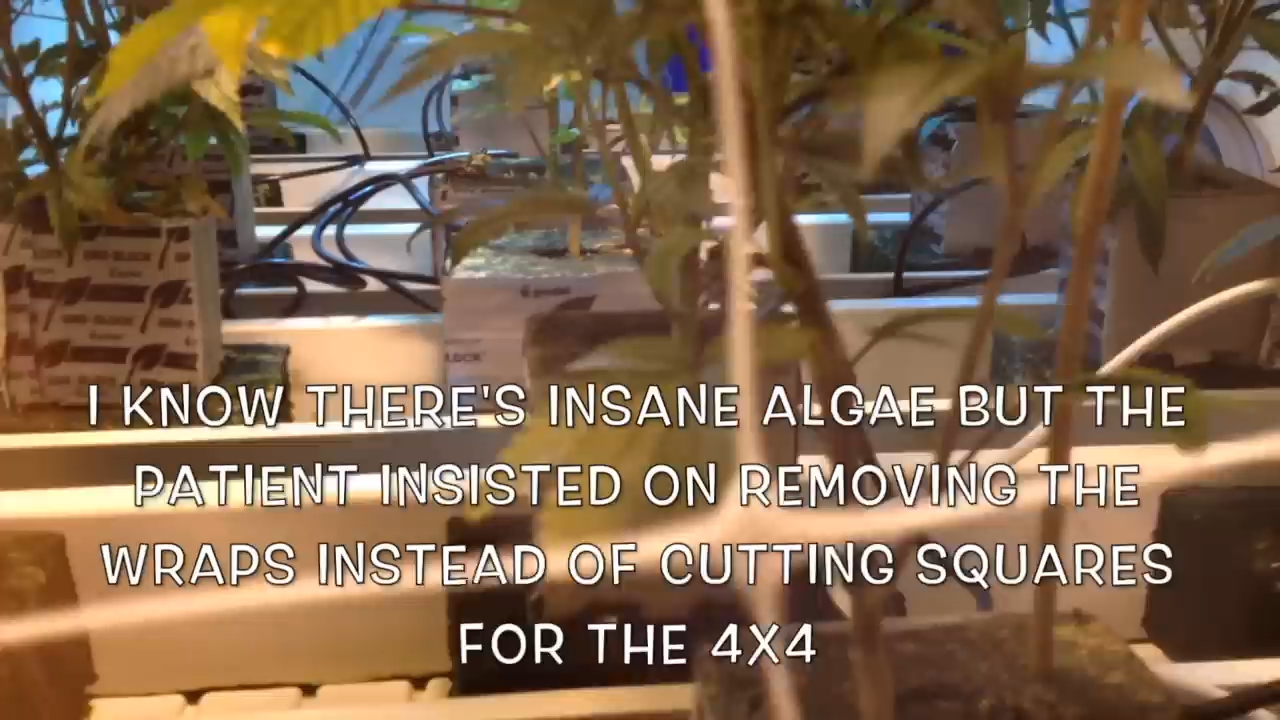 I KNOW THERE'S INSANE ALGAE BUT THE
PATIENT INSISTED ON REMOVING THE
WRAPS INSTEAD OF CUTTING SQUARES
FOR THE 4X4